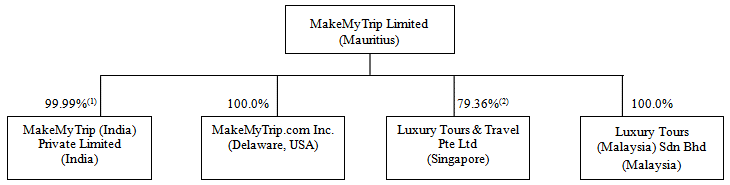 MakeMyTrip Limited
(Mauritius)
99.99%(1)
100.0%
79.36%(2)
100.0%
MakeMyTrip (India)
Private Limited
(India)
MakeMyTrip.com Inc.
(Delaware, USA)
Luxury Tours & Travel
Pte Ltd
(Singapore)
Luxury Tours
(Malaysia) Sdn Bhd
(Malaysia)